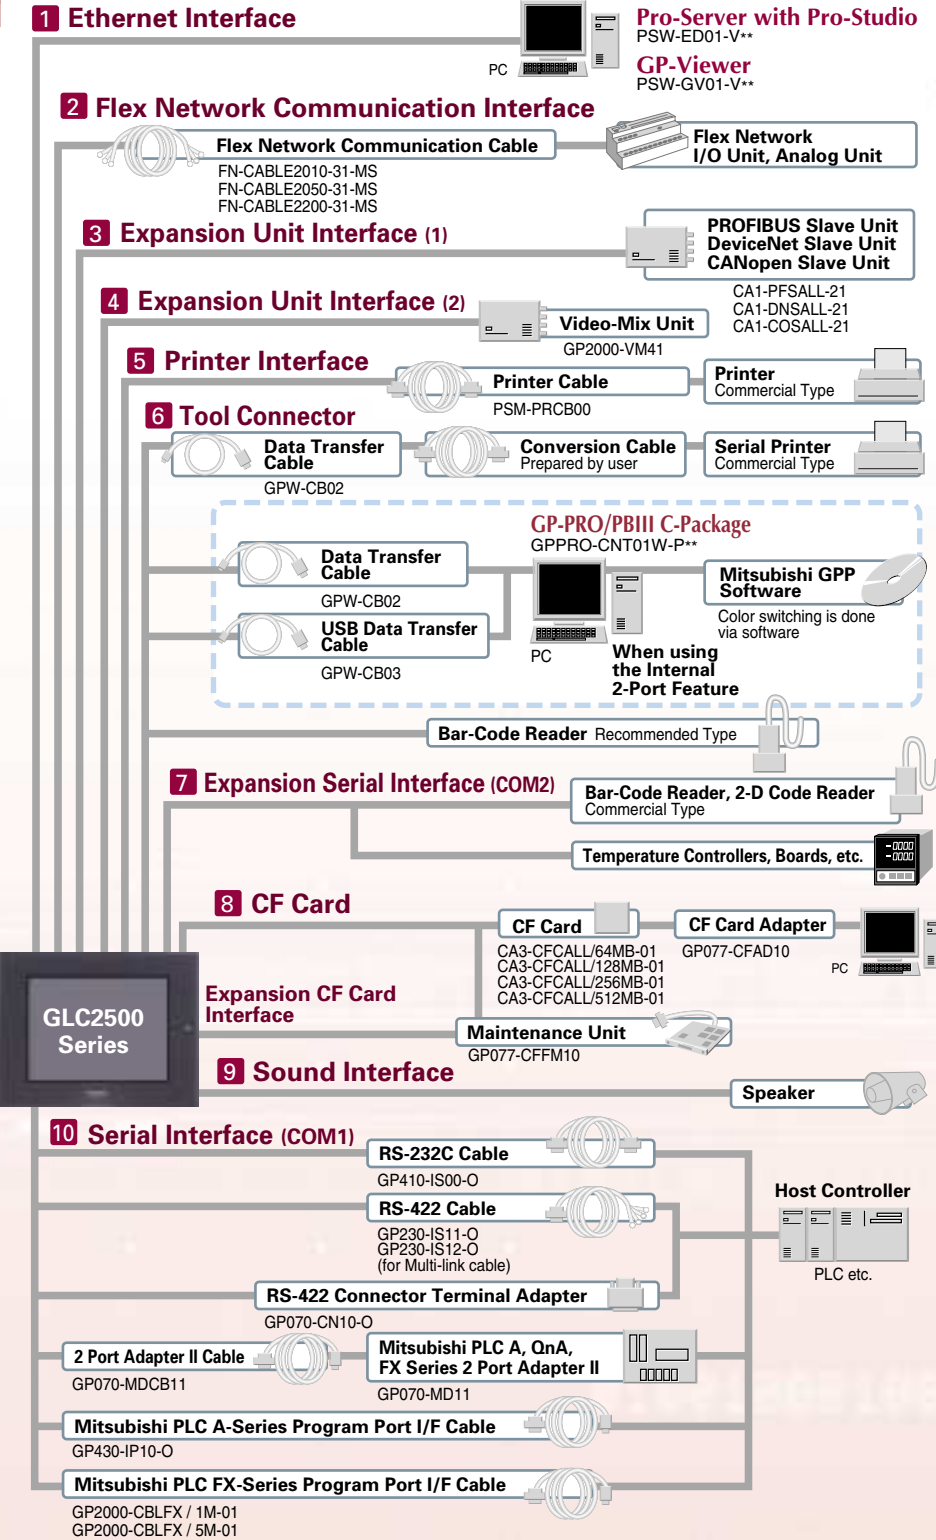 1 Ethernet Interface
Pro-Server with Pro-Studio
PSW-ED01-V**
PC
GP-Viewer
PSW-GV01-V**
2 Flex Network Communication Interface
Flex Network Communication Cable
FN-CABLE2010-31-MS
FN-CABLE2050-31-MS
FN-CABLE2200-31-MS
Flex Network
I/O Unit, Analog Unit
3 Expansion Unit Interface (1)
PROFIBUS Slave Unit
DeviceNet Slave Unit
CANopen Slave Unit
CA1-PFSALL-21
CA1-DNSALL-21
CA1-COSALL-21
4 Expansion Unit Interface (2)
Video-Mix Unit
GP2000-VM41
5 Printer Interface
Printer Cable
PSM-PRCB00
Printer
Commercial Type
6 Tool Connector
Data Transfer
Cable
GPW-CB02
Conversion Cable
Prepared by user
Serial Printer
Commercial Type
GP-PRO/PBIII C-Package
GPPRO-CNT01W-P**
Data Transfer
Cable
GPW-CB02
USB Data Transfer
Cable
GPW-CB03
PC
Mitsubishi GPP
Software
Color switching is done
via software
When using
the Internal
2-Port Feature
Bar-Code Reader Recommended Type
7 Expansion Serial Interface (COM2)
Bar-Code Reader, 2-D Code Reader
Commercial Type
Temperature Controllers, Boards, etc.
8 CF Card
CF Card
CA3-CFCALL/64MB-01
CA3-CFCALL/128MB-01
CA3-CFCALL/256MB-01
CA3-CFCALL/512MB-01
CF Card Adapter
GP077-CFAD10
PC
Expansion CF Card
Interface
Maintenance Unit
GP077-CFFM10
GLC2500
Series
9 Sound Interface
Speaker
10 Serial Interface (COM1)
RS-232C Cable
GP410-IS00-O
RS-422 Cable
GP230-IS11-O
GP230-IS12-O
(for Multi-link cable)
Host Controller
PLC etc.
RS-422 Connector Terminal Adapter
GP070-CN10-O
2 Port Adapter II Cable
GP070-MDCB11
Mitsubishi PLC A, QnA,
FX Series 2 Port Adapter II
GP070-MD11
Mitsubishi PLC A-Series Program Port I/F Cable
GP430-IP10-O
Mitsubishi PLC FX-Series Program Port I/F Cable
GP2000-CBLFX / 1M-01
GP2000-CBLFX / 5M-01